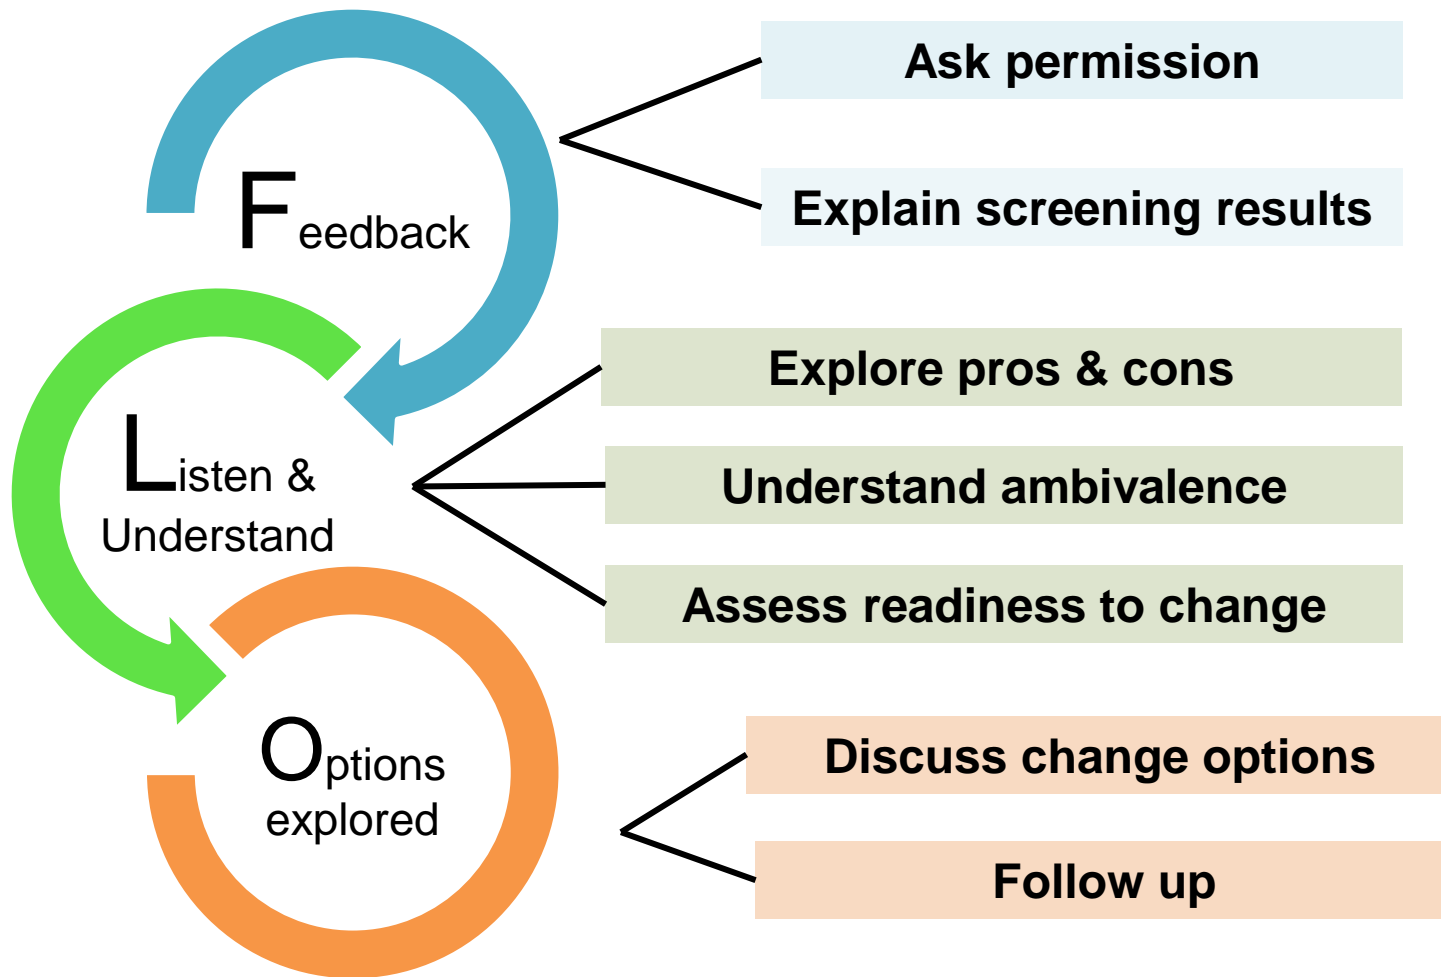 Feedback
Ask permission
Explain screening results
Listen &
Understand
Explore pros & cons
Understand ambivalence
Assess readiness to change
Options
explored
Discuss change options
Follow up